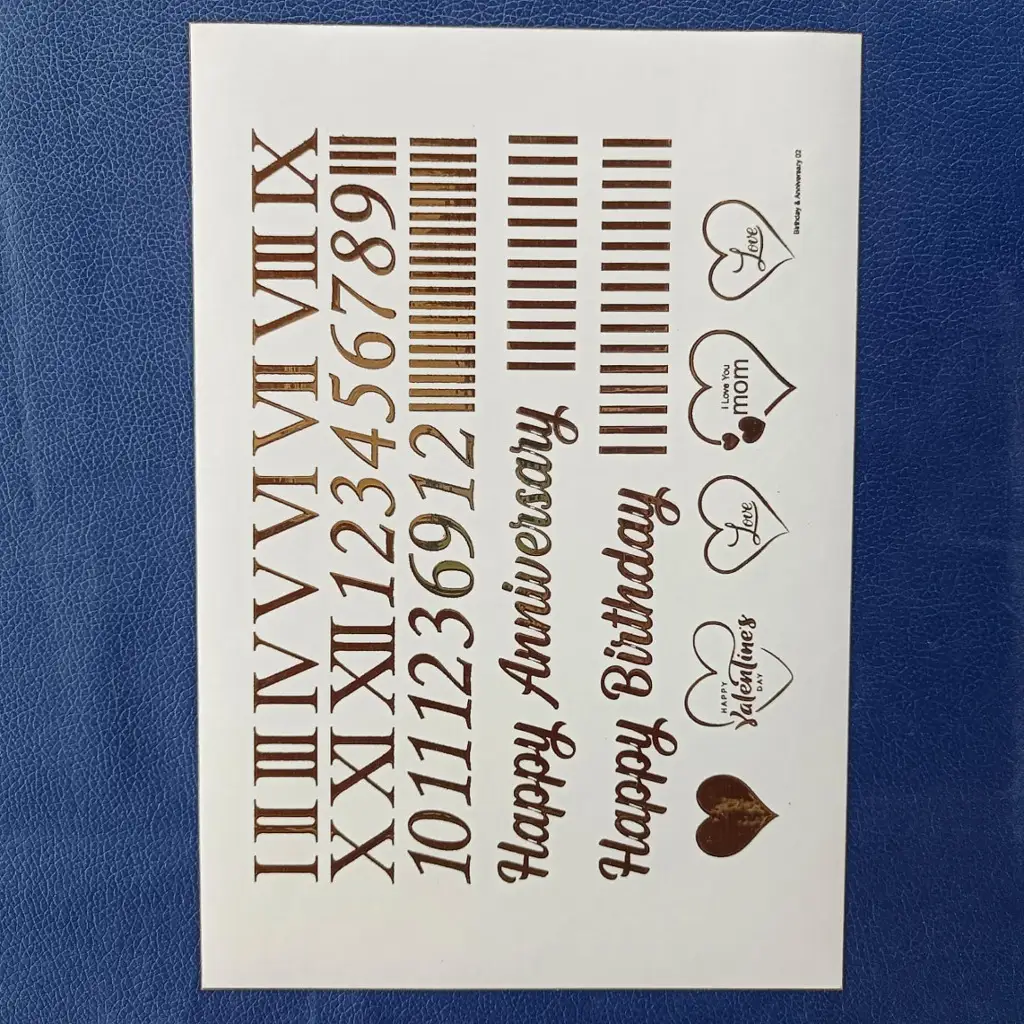 I II III IV V VI VII VIII IX
X XI XII 1 2 3 4 5 6 7 8 9
10 11 12 3 6 9 12
Happy Anniversary
Happy Birthday
HAPPY
Valentine's
DAY
Love
I Love You
mom
Love
Birthday & Anniversary 02